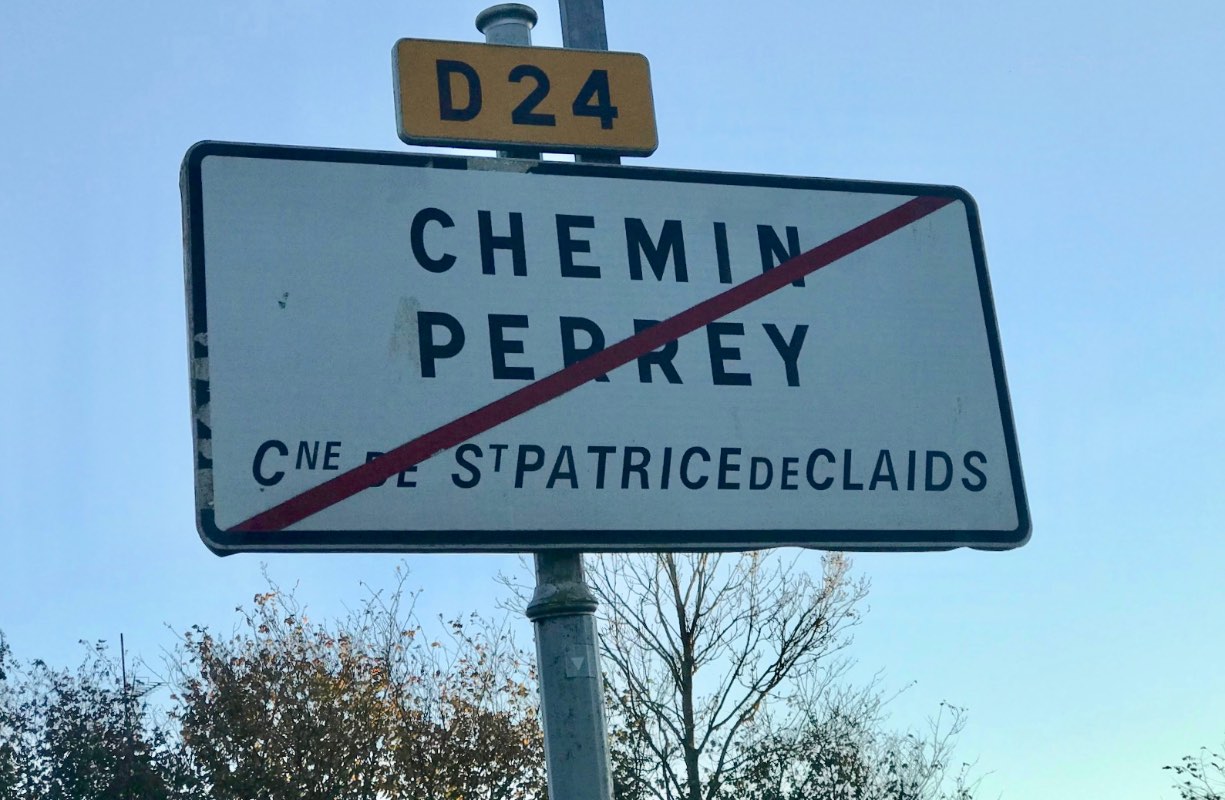 D 24
CHEMIN
PERREY
CNE DE ST PATRICE DE CLAIDS